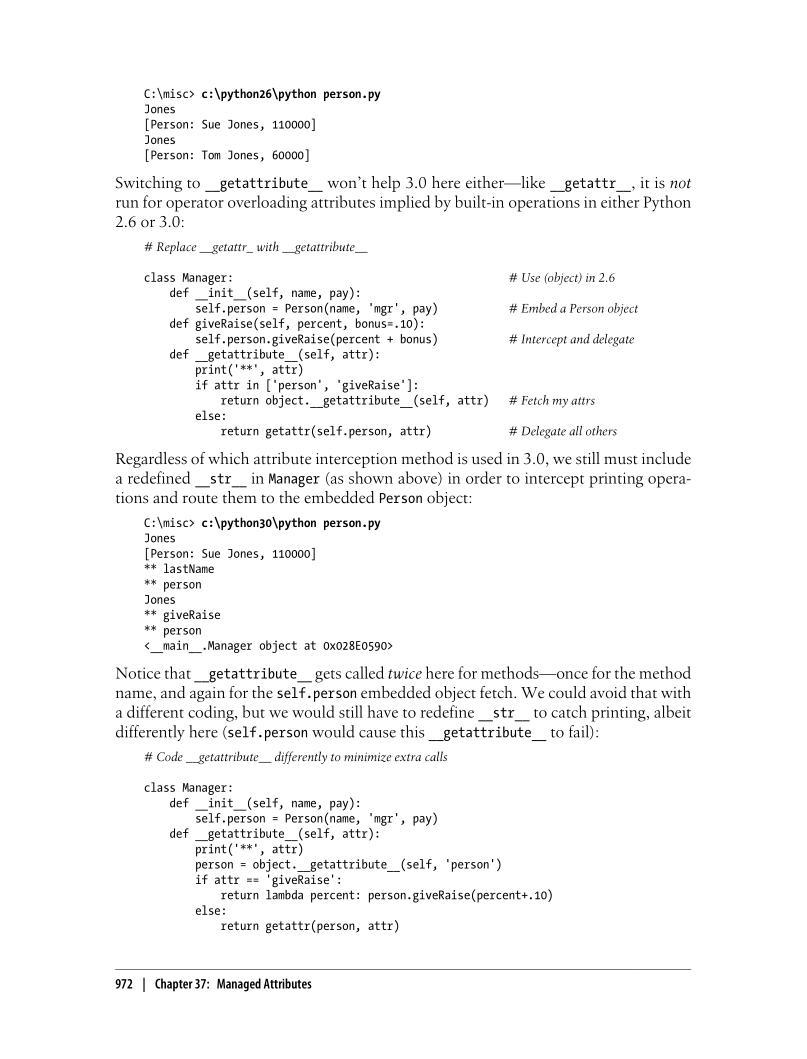 C:\misc> c:\python26\python person.py
Jones
[Person: Sue Jones, 110000]
Jones
[Person: Tom Jones, 60000]
Switching to __getattribute__ won’t help 3.0 here either—like __getattr__, it is not
run for operator overloading attributes implied by built-in operations in either Python
2.6 or 3.0:
# Replace __getattr_ with __getattribute__
class Manager: # Use (object) in 2.6
    def __init__(self, name, pay):
        self.person = Person(name, 'mgr', pay) # Embed a Person object
    def giveRaise(self, percent, bonus=.10):
        self.person.giveRaise(percent + bonus) # Intercept and delegate
    def __getattribute__(self, attr):
        print('**', attr)
        if attr in ['person', 'giveRaise']:
            return object.__getattribute__(self, attr) # Fetch my attrs
        else:
            return getattr(self.person, attr) # Delegate all others
Regardless of which attribute interception method is used in 3.0, we still must include
a redefined __str__ in Manager (as shown above) in order to intercept printing opera-
tions and route them to the embedded Person object:
C:\misc> c:\python30\python person.py
Jones
[Person: Sue Jones, 110000]
** lastName
** person
Jones
** giveRaise
** person
<__main__.Manager object at 0x028E0590>
Notice that __getattribute__ gets called twice here for methods—once for the method
name, and again for the self.person embedded object fetch. We could avoid that with
a different coding, but we would still have to redefine __str__ to catch printing, albeit
differently here (self.person would cause this __getattribute__ to fail):
# Code __getattribute__ differently to minimize extra calls
class Manager:
    def __init__(self, name, pay):
        self.person = Person(name, 'mgr', pay)
    def __getattribute__(self, attr):
        print('**', attr)
        person = object.__getattribute__(self, 'person')
        if attr == 'giveRaise':
            return lambda percent: person.giveRaise(percent+.10)
        else:
            return getattr(person, attr)
972 | Chapter 37: Managed Attributes